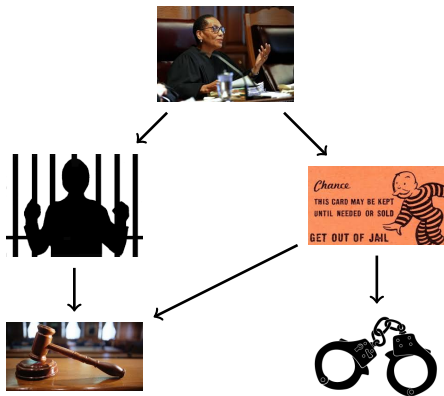 Chance
THIS CARD MAY BE KEPT
UNTIL NEEDED OR SOLD
GET OUT OF JAIL